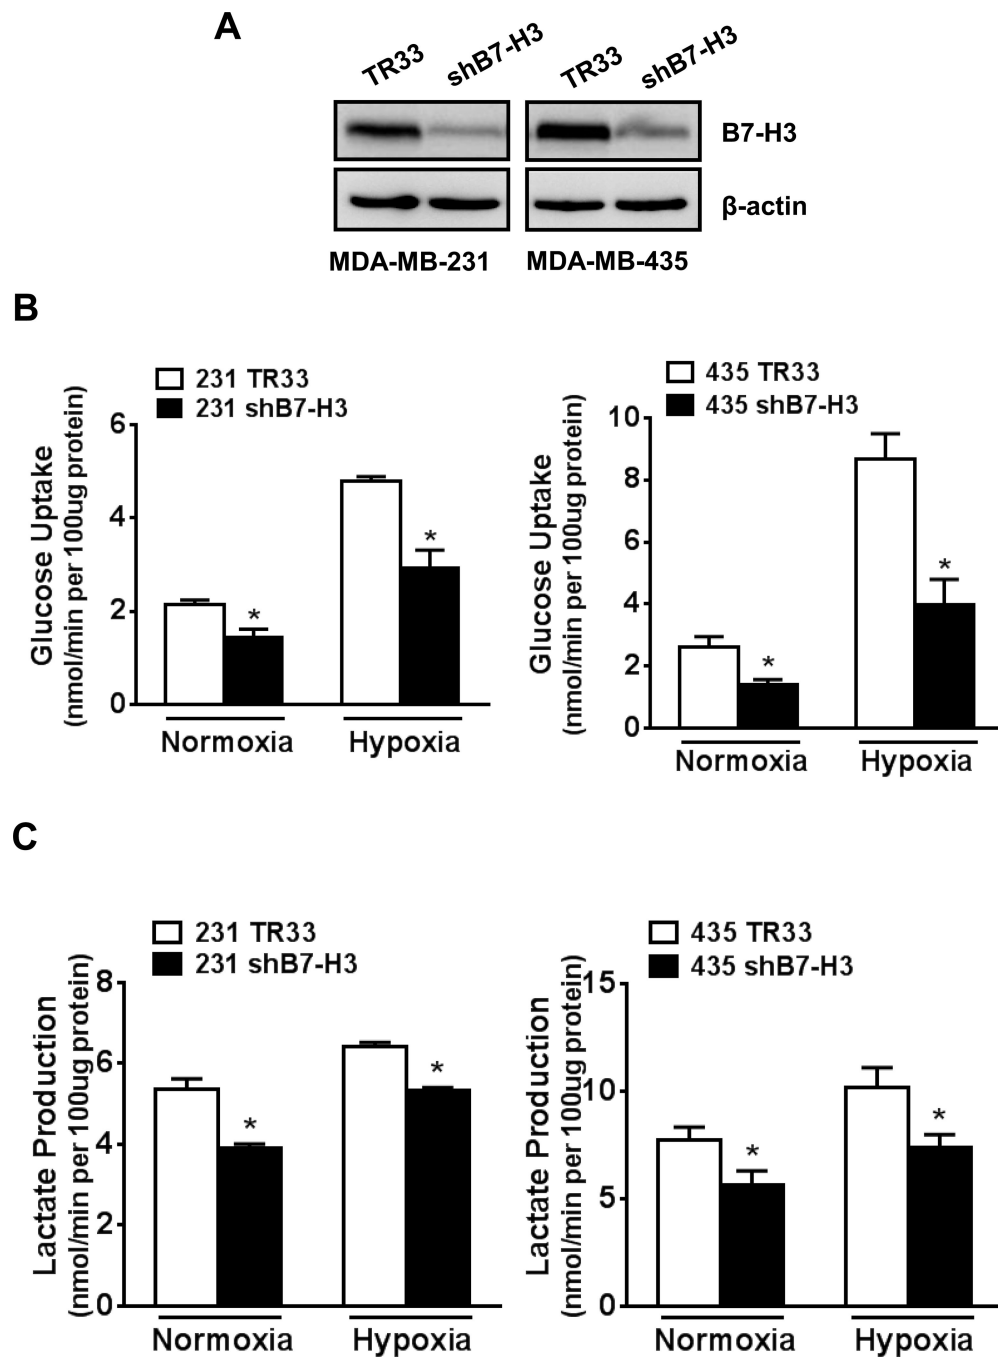 A
TR33 shB7-H3 TR33 shB7-H3
B7-H3
β-actin
MDA-MB-231 MDA-MB-435
B
231 TR33
231 shB7-H3
Glucose Uptake
(nmol/min per 100ug protein)
6
4
2
0
* *
Normoxia Hypoxia
435 TR33
435 shB7-H3
Glucose Uptake
(nmol/min per 100ug protein)
10
8
6
4
2
0
* *
Normoxia Hypoxia
C
231 TR33
231 shB7-H3
Lactate Production
(nmol/min per 100ug protein)
8
6
4
2
0
* *
Normoxia Hypoxia
435 TR33
435 shB7-H3
Lactate Production
(nmol/min per 100ug protein)
15
10
5
0
* *
Normoxia Hypoxia